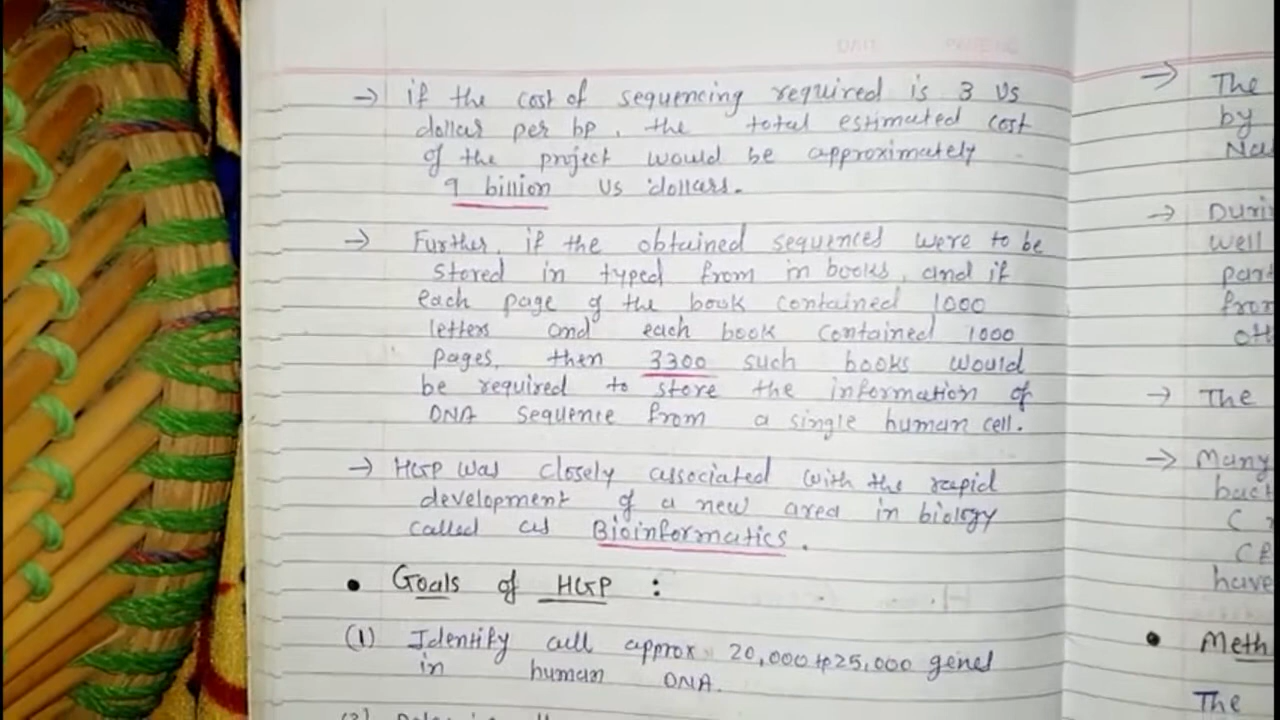 → if the cost of sequencing required is 3 US
dollar per bp, the total estimated cost
of the project would be approximately
9 billion US dollars.
→ Further, if the obtained sequences were to be
stored in typed from in books, and if
each page of the book contained 1000
letters and each book contained 1000
pages, then 3300 such books would
be required to store the information of
DNA sequence from a single human cell.
→ HGP was closely associated with the rapid
development of a new area in biology
called as Bioinformatics.
• Goals of HGP :
(1) Identify all approx 20,000 to 25,000 genes
in human DNA.
→ The
by
→
well
→ The
→ Many
have
• Meth
The